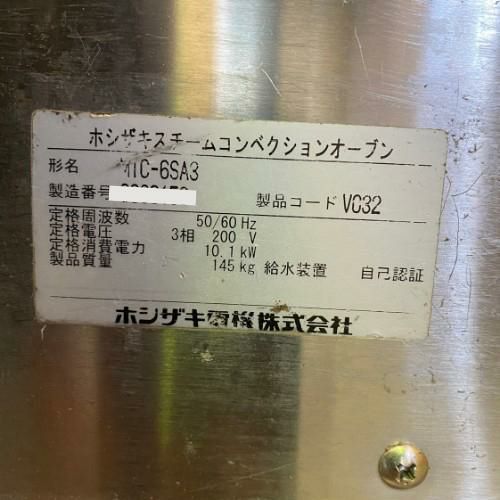 ホシザキスチームコンベクションオーブン
形名 MIC-6SA3
製造番号 製品コード VC32
定格周波数 50/60 Hz
定格電圧 3相 200 V
定格消費電力 10.1 kW
製品質量 145 kg 給水装置 自己認証
ホシザキ電機株式会社